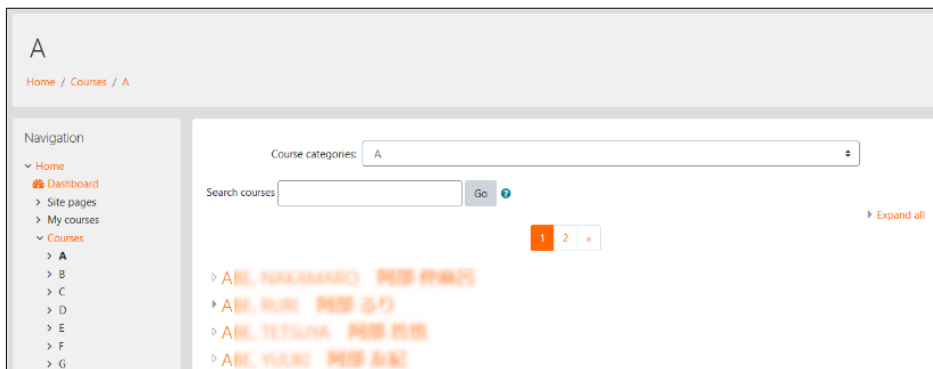 A
Home / Courses / A
Navigation
Home
Dashboard
Site pages
My courses
Courses
A
B
C
D
E
F
G
Course categories: A
Search courses Go
Expand all
1 2 »